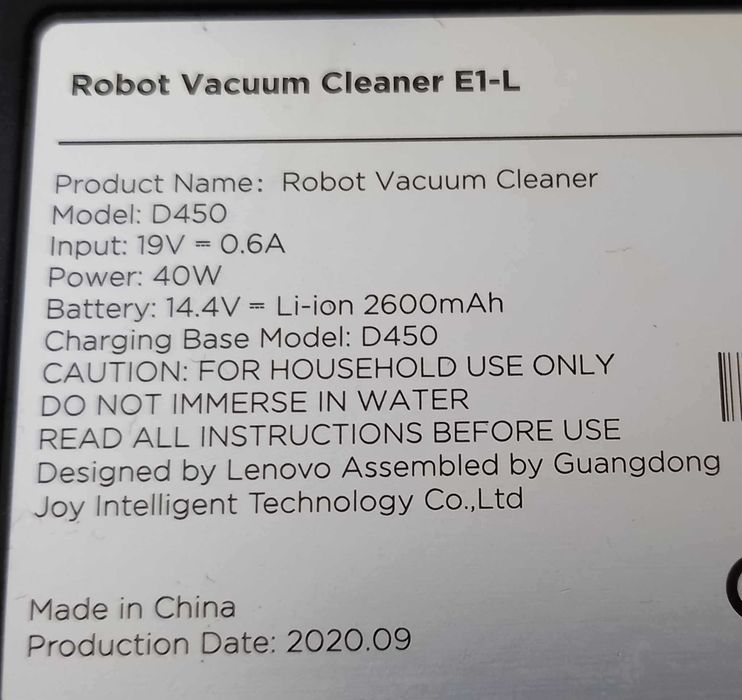 Robot Vacuum Cleaner E1-L
Product Name: Robot Vacuum Cleaner
Model: D450
Input: 19V ⎓ 0.6A
Power: 40W
Battery: 14.4V ⎓ Li-ion 2600mAh
Charging Base Model: D450
CAUTION: FOR HOUSEHOLD USE ONLY
DO NOT IMMERSE IN WATER
READ ALL INSTRUCTIONS BEFORE USE
Designed by Lenovo Assembled by Guangdong
Joy Intelligent Technology Co.,Ltd
Made in China
Production Date: 2020.09